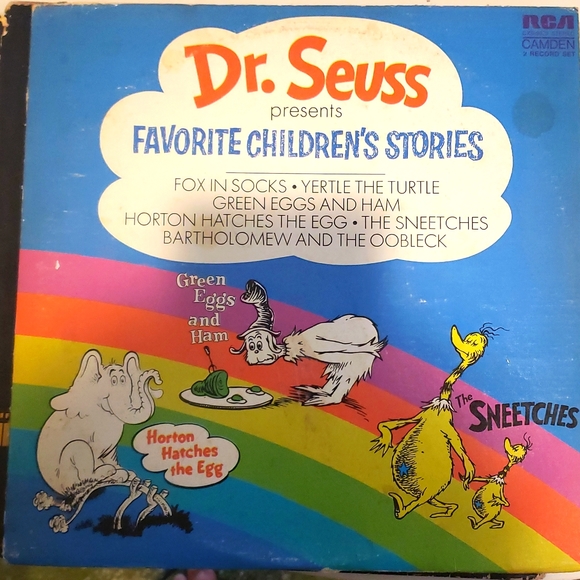 RCA
CAMDEN
2 RECORD SET
Dr. Seuss
presents
FAVORITE CHILDREN'S STORIES
FOX IN SOCKS • YERTLE THE TURTLE
GREEN EGGS AND HAM
HORTON HATCHES THE EGG • THE SNEETCHES
BARTHOLOMEW AND THE OOBLECK
Green
Eggs
and
Ham
The SNEETCHES
Horton
Hatches
the Egg